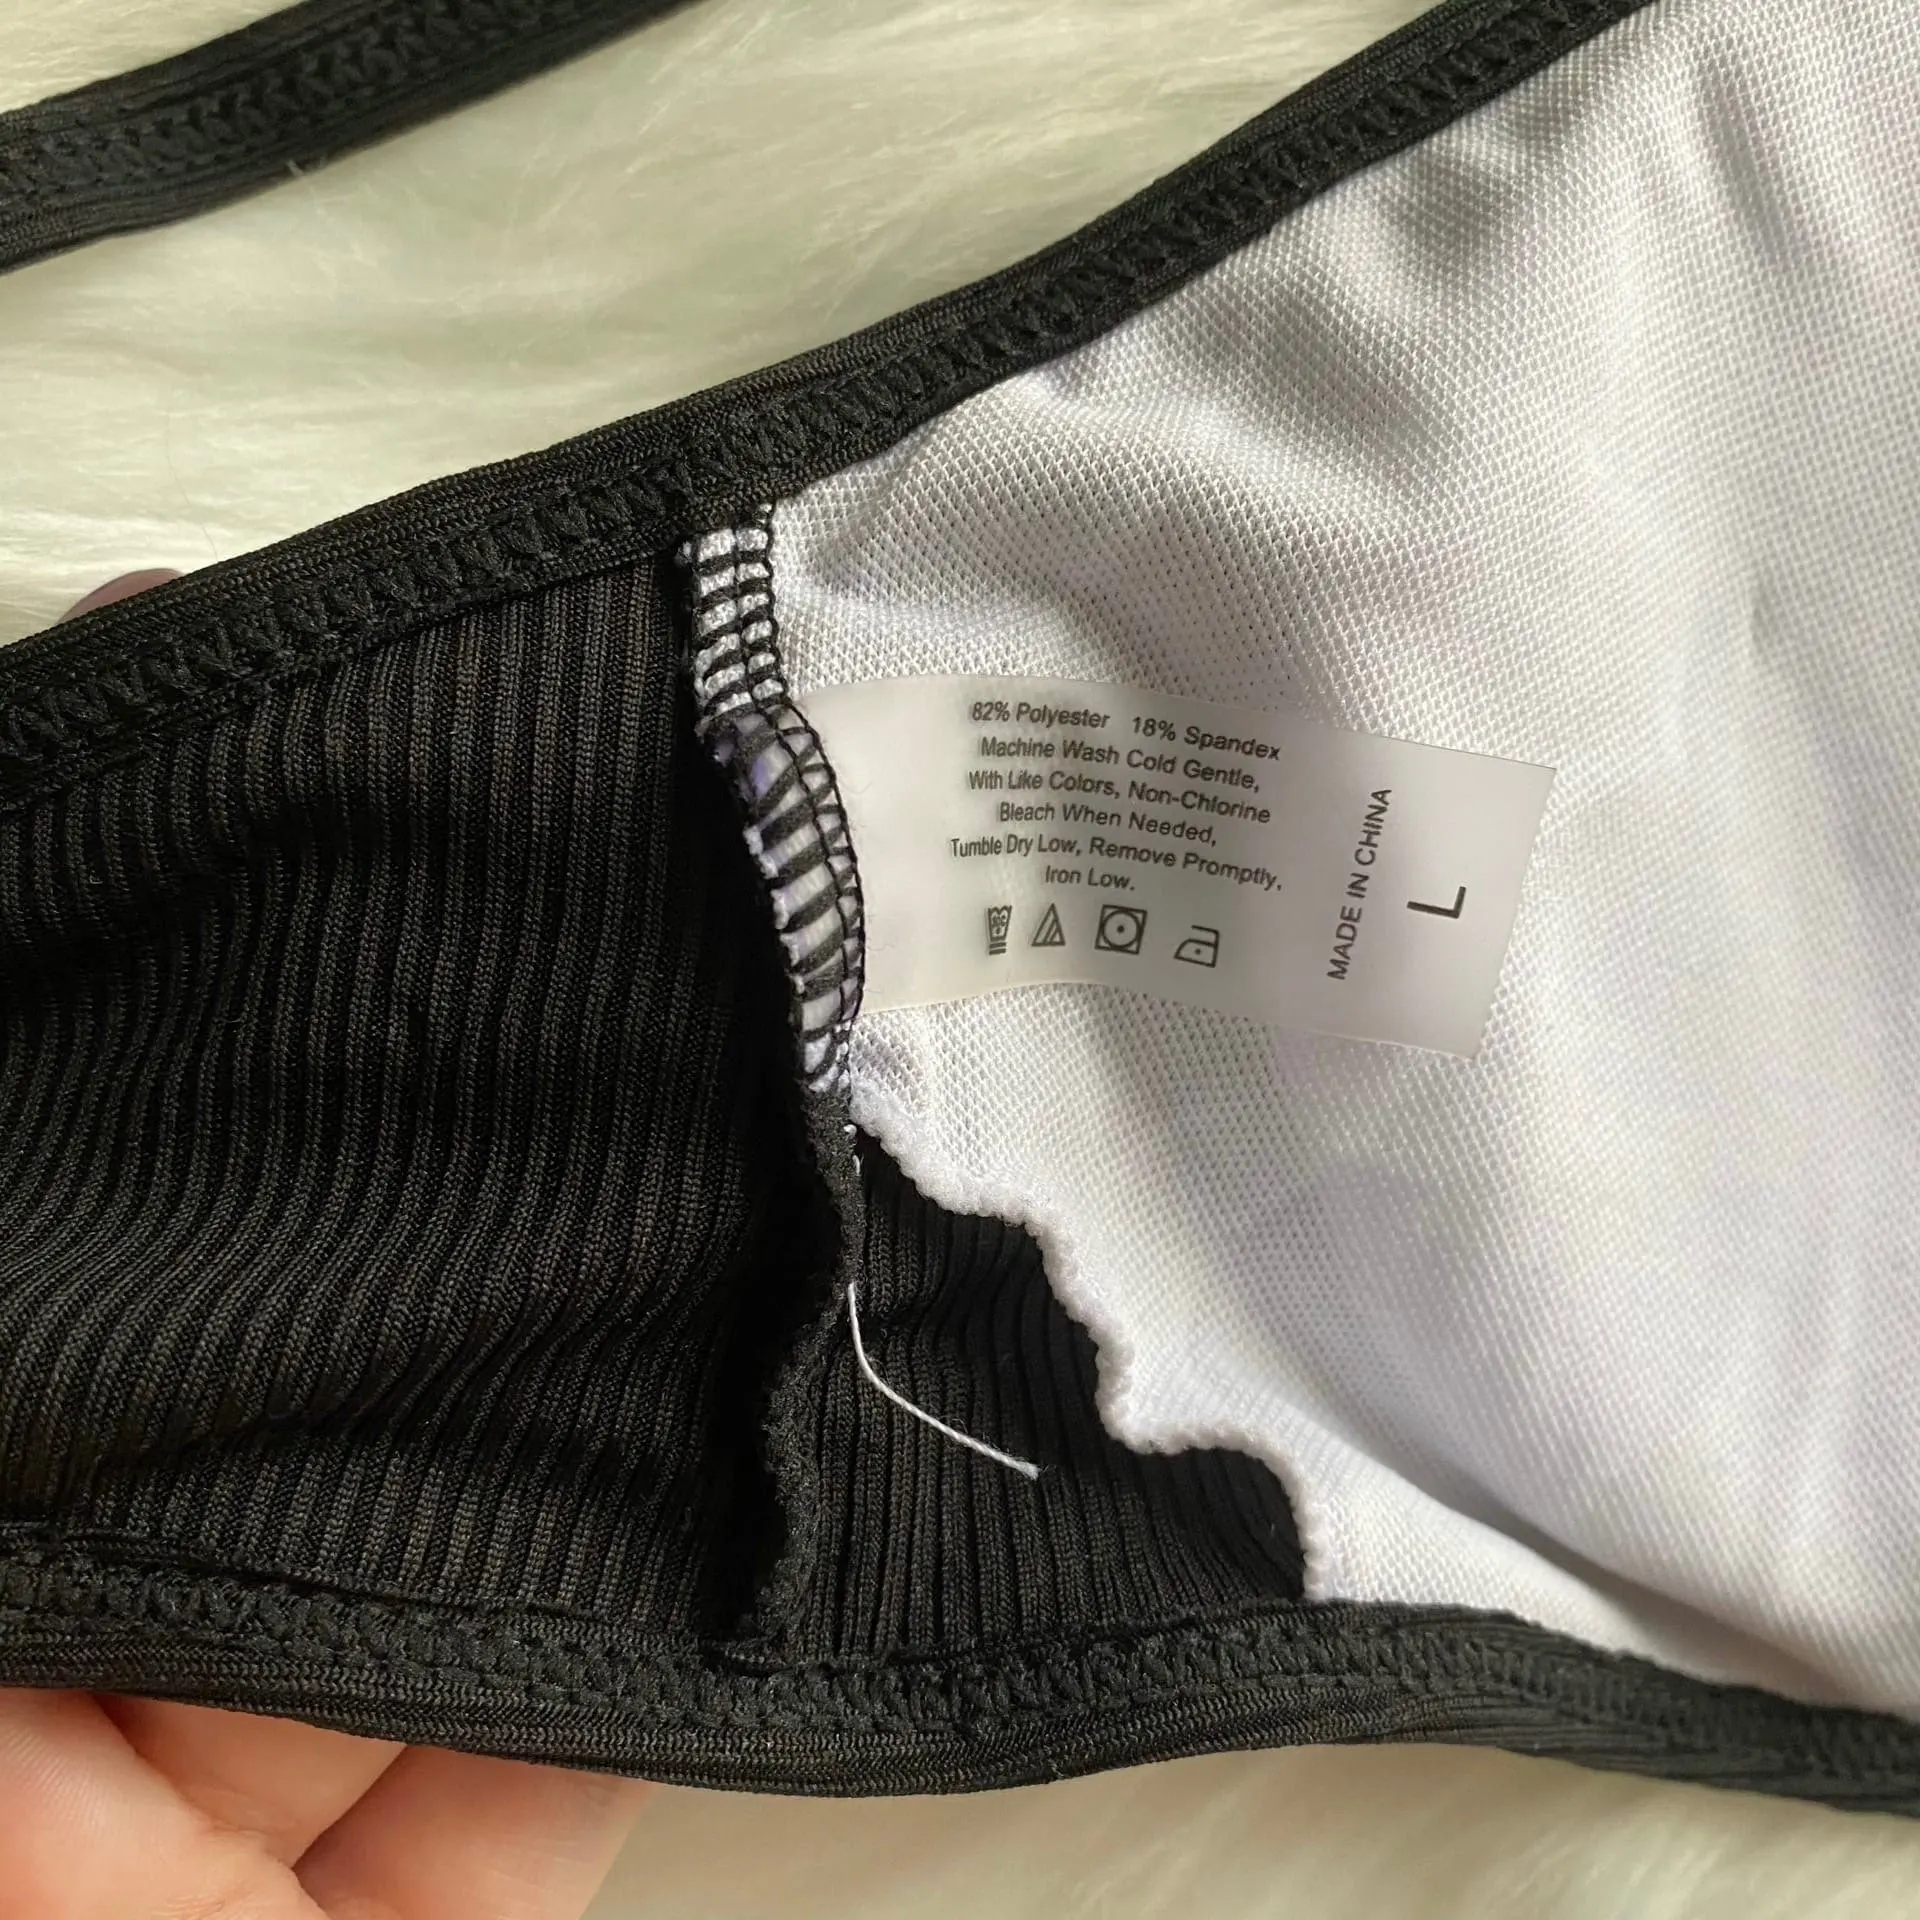 82% Polyester 18% Spandex
Machine Wash Cold Gentle,
With Like Colors, Non-Chlorine
Bleach When Needed,
Tumble Dry Low, Remove Promptly,
Iron Low.
MADE IN CHINA
L